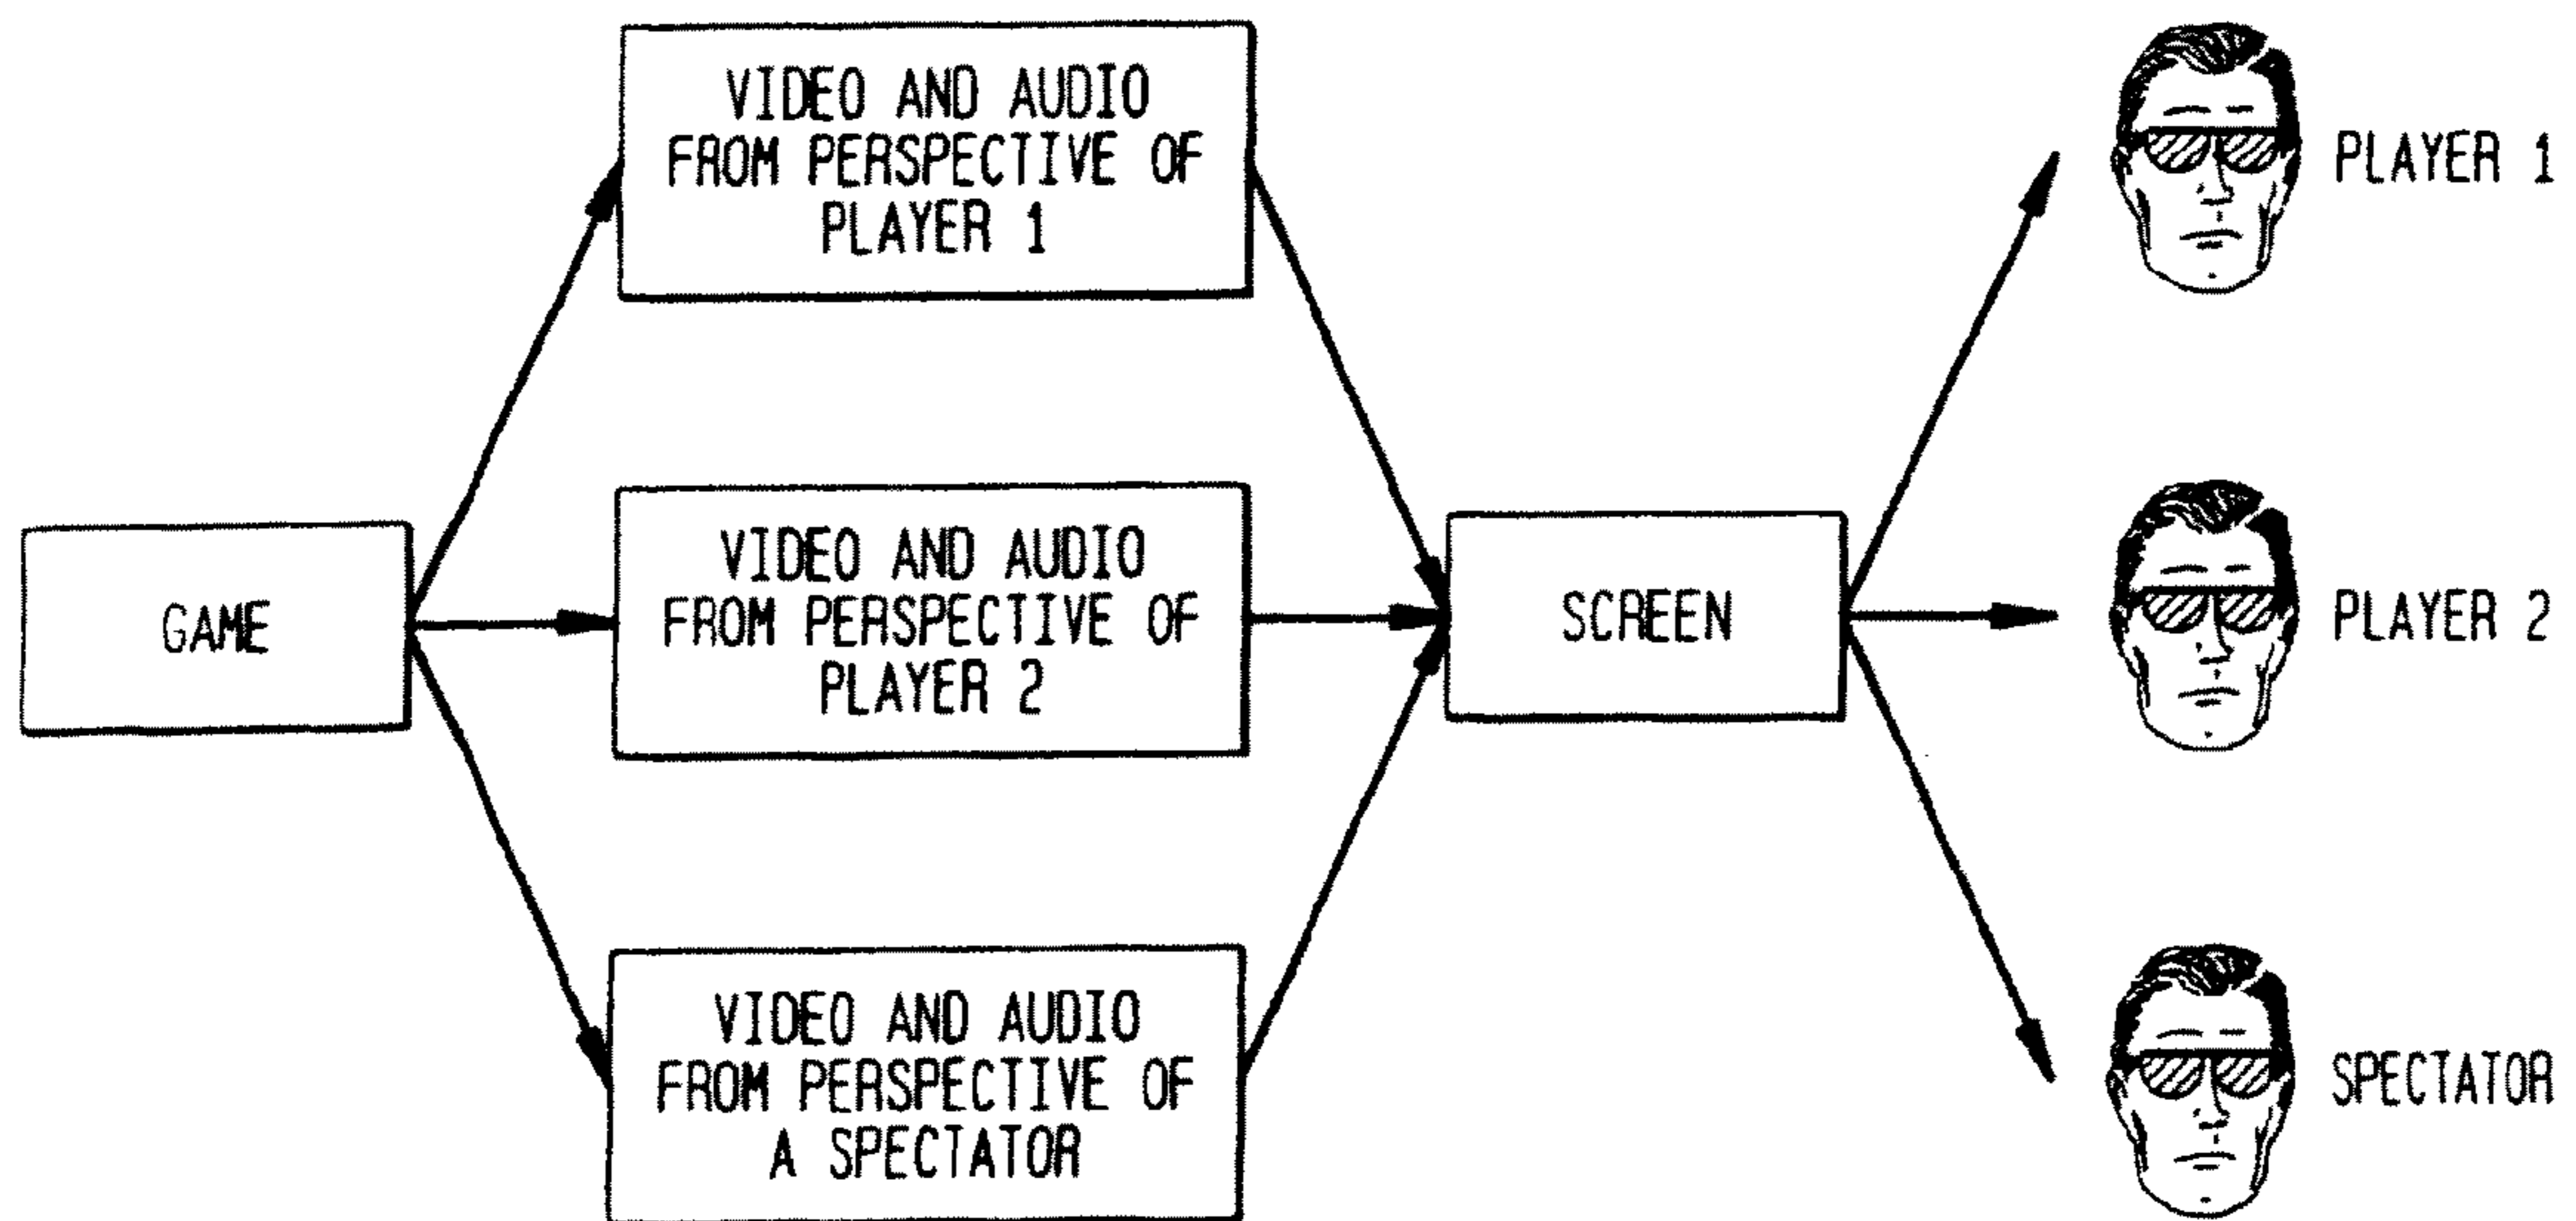 VIDEO AND AUDIO
FROM PERSPECTIVE OF
PLAYER 1
PLAYER 1
GAME
VIDEO AND AUDIO
FROM PERSPECTIVE OF
PLAYER 2
SCREEN
PLAYER 2
VIDEO AND AUDIO
FROM PERSPECTIVE OF
A SPECTATOR
SPECTATOR